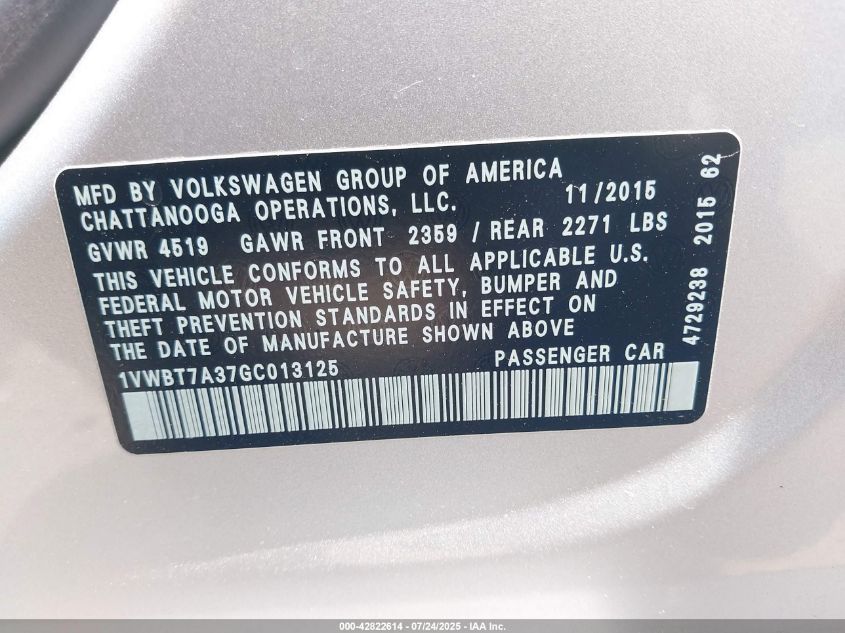 MFD BY VOLKSWAGEN GROUP OF AMERICA
CHATTANOOGA OPERATIONS, LLC. 11/2015
GVWR 4519 GAWR FRONT 2359 / REAR 2271 LBS
THIS VEHICLE CONFORMS TO ALL APPLICABLE U.S.
FEDERAL MOTOR VEHICLE SAFETY, BUMPER AND
THEFT PREVENTION STANDARDS IN EFFECT ON
THE DATE OF MANUFACTURE SHOWN ABOVE
1VWBT7A37GC013125 PASSENGER CAR
4729238 2015 62
000-42822614 - 07/24/2025 - IAA Inc.